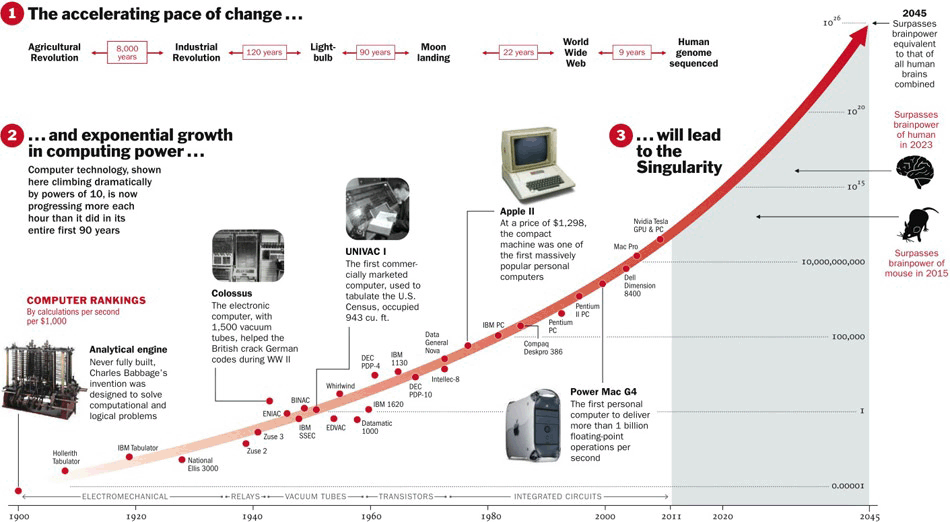 1 The accelerating pace of change ...
Agricultural
Revolution
8,000
years
Industrial
Revolution
120 years
Light-
bulb
90 years
Moon
landing
22 years
World
Wide
Web
9 years
Human
genome
sequenced
2 ... and exponential growth
in computing power ...
Computer technology, shown
here climbing dramatically
by powers of 10, is now
progressing more each
hour than it did in its
entire first 90 years
3 ... will lead
to the
Singularity
COMPUTER RANKINGS
By calculations per second
per $1,000
Analytical engine
Never fully built,
Charles Babbage's
invention was
designed to solve
computational and
logical problems
Colossus
The electronic
computer, with
1,500 vacuum
tubes, helped the
British crack German
codes during WW II
UNIVAC I
The first commer-
cially marketed
computer, used to
tabulate the U.S.
Census, occupied
943 cu. ft.
Apple II
At a price of $1,298,
the compact
machine was one of
the first massively
popular personal
computers
Power Mac G4
The first personal
computer to deliver
more than 1 billion
floating-point
operations per
second
Hollerith
Tabulator
IBM Tabulator
National
Ellis 3000
Zuse 2
Zuse 3
ENIAC
BINAC
IBM
SSEC
Whirlwind
EDVAC
Datamatic
1000
IBM 1620
DEC
PDP-4
IBM
1130
DEC
PDP-10
Data
General
Nova
Intellec-8
IBM PC
Compaq
Deskpro 386
Pentium
PC
Pentium
II PC
Dell
Dimension
8400
Mac Pro
Nvidia Tesla
GPU & PC
2045
Surpasses
brainpower
equivalent
to that of
all human
brains
combined
Surpasses
brainpower
of human
in 2023
Surpasses
brainpower of
mouse in 2015
10^26
10^20
10^15
10,000,000,000
100,000
1
0.00001
ELECTROMECHANICAL
RELAYS
VACUUM TUBES
TRANSISTORS
INTEGRATED CIRCUITS
1900
1920
1940
1960
1980
2000
2011
2020
2045